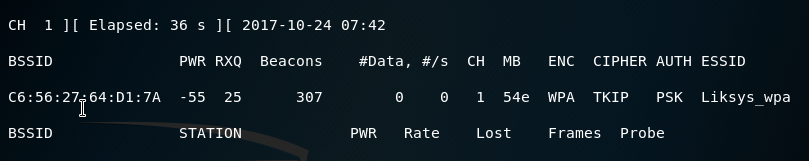 CH 1 ][ Elapsed: 36 s ][ 2017-10-24 07:42
BSSID PWR RXQ Beacons #Data, #/s CH MB ENC CIPHER AUTH ESSID
C6:56:27:64:D1:7A -55 25 307 0 0 1 54e WPA TKIP PSK Liksys_wpa
BSSID STATION PWR Rate Lost Frames Probe